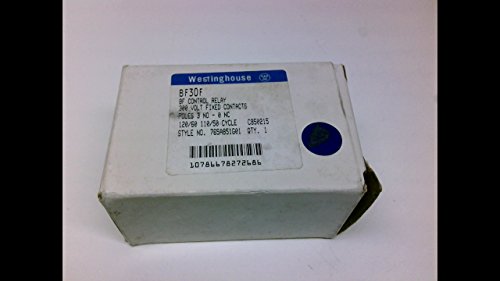 Westinghouse W
BF30F
BF CONTROL RELAY
300 VOLT FIXED CONTACTS
POLES 3 NO - 0 NC
120/60 110/50 CYCLE C850215
STYLE NO. 765A851G01 QTY. 1
10786678272686